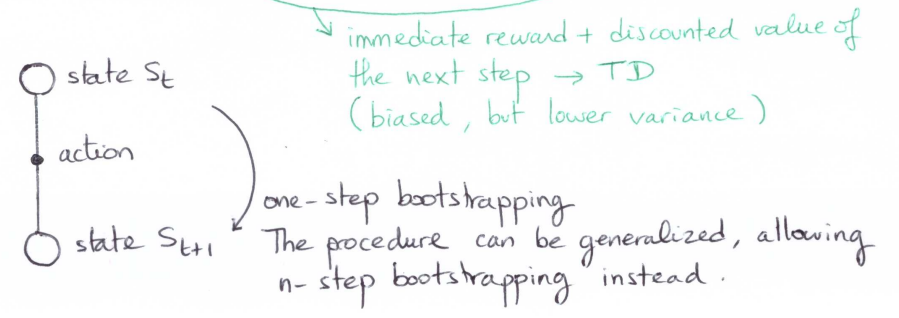 immediate reward + discounted value of
the next step → TD
(biased, but lower variance)
state St
action
state St+1
one-step bootstrapping
The procedure can be generalized, allowing
n-step bootstrapping instead.